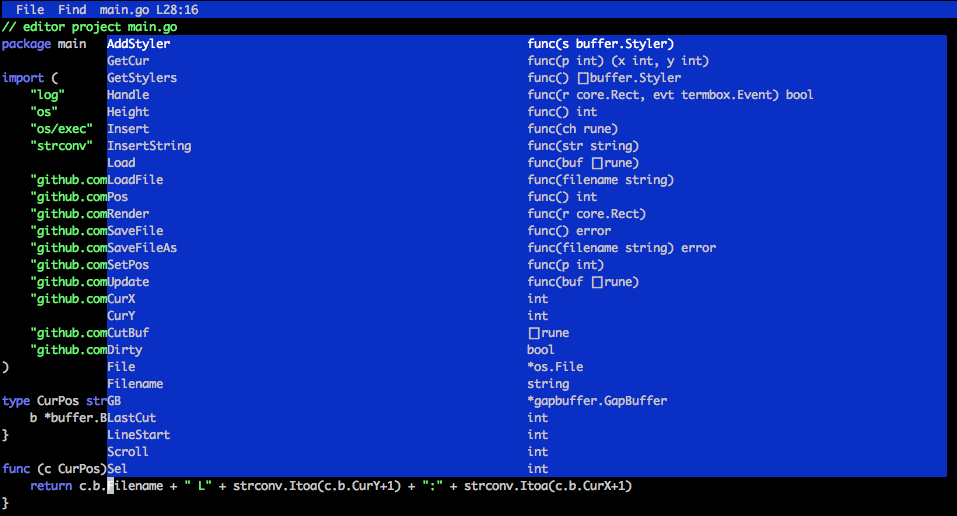 File Find main.go L28:16
// editor project main.go
package main AddStyler func(s buffer.Styler)
GetCur func(p int) (x int, y int)
import ( GetStylers func() []buffer.Styler
"log" Handle func(r core.Rect, evt termbox.Event) bool
"os" Height func() int
"os/exec" Insert func(ch rune)
"strconv" InsertString func(str string)
Load func(buf []rune)
"github.com LoadFile func(filename string)
"github.com Pos func() int
"github.com Render func(r core.Rect)
"github.com SaveFile func() error
"github.com SaveFileAs func(filename string) error
"github.com SetPos func(p int)
"github.com Update func(buf []rune)
"github.com CurX int
CurY int
"github.com CutBuf []rune
"github.com Dirty bool
) File *os.File
Filename string
type CurPos str GB *gapbuffer.GapBuffer
b *buffer.B LastCut int
} LineStart int
Scroll int
func (c CurPos) Sel int
return c.b.Filename + " L" + strconv.Itoa(c.b.CurY+1) + ":" + strconv.Itoa(c.b.CurX+1)
}